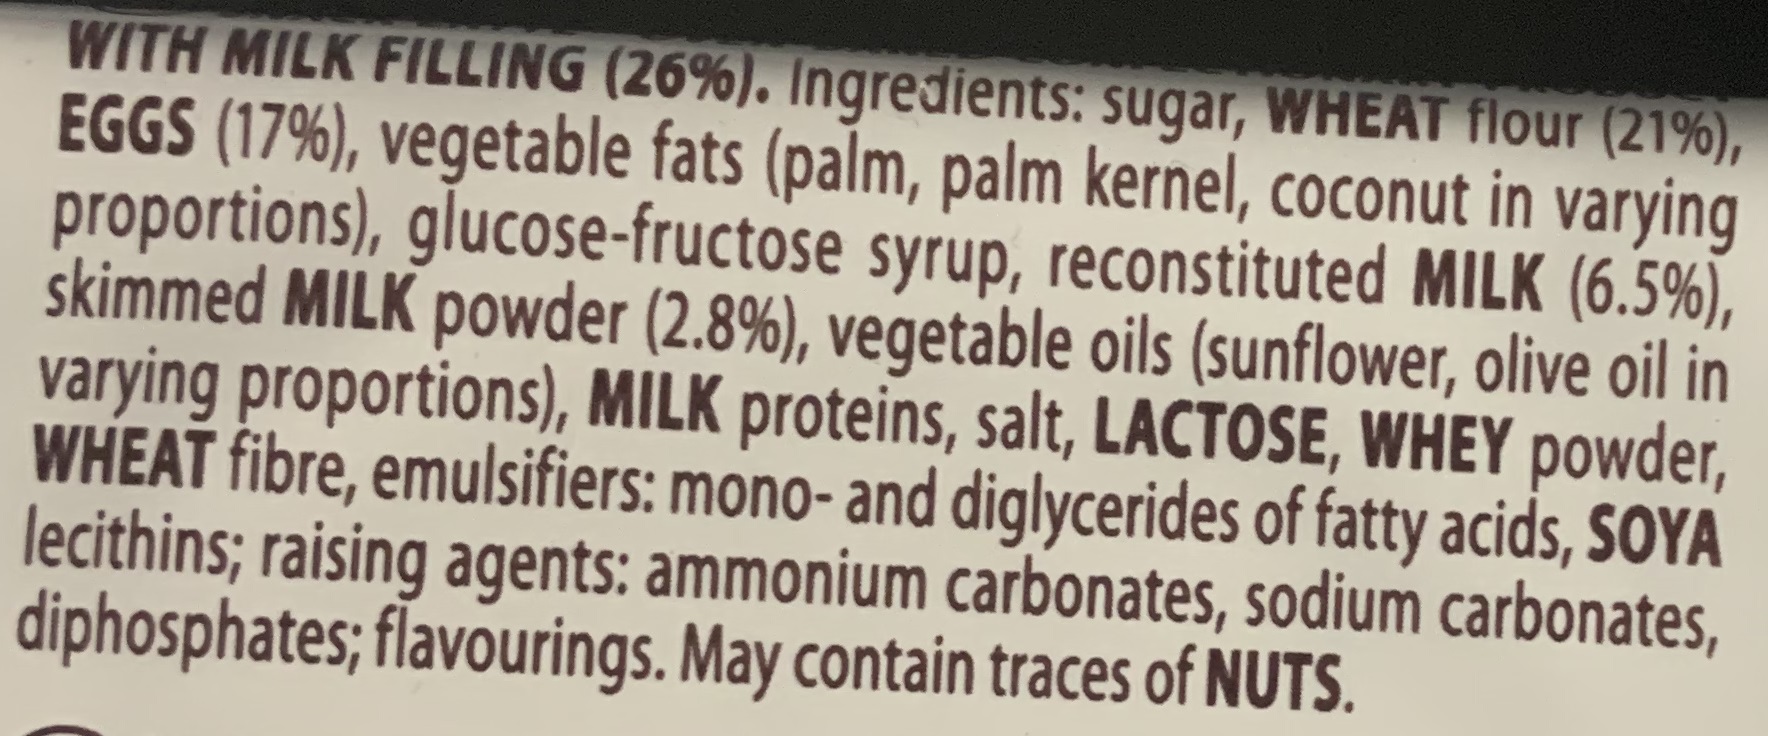 WITH MILK FILLING (26%). Ingredients: sugar, WHEAT flour (21%),
EGGS (17%), vegetable fats (palm, palm kernel, coconut in varying
proportions), glucose-fructose syrup, reconstituted MILK (6.5%),
skimmed MILK powder (2.8%), vegetable oils (sunflower, olive oil in
varying proportions), MILK proteins, salt, LACTOSE, WHEY powder,
WHEAT fibre, emulsifiers: mono- and diglycerides of fatty acids, SOYA
lecithins; raising agents: ammonium carbonates, sodium carbonates,
diphosphates; flavourings. May contain traces of NUTS.